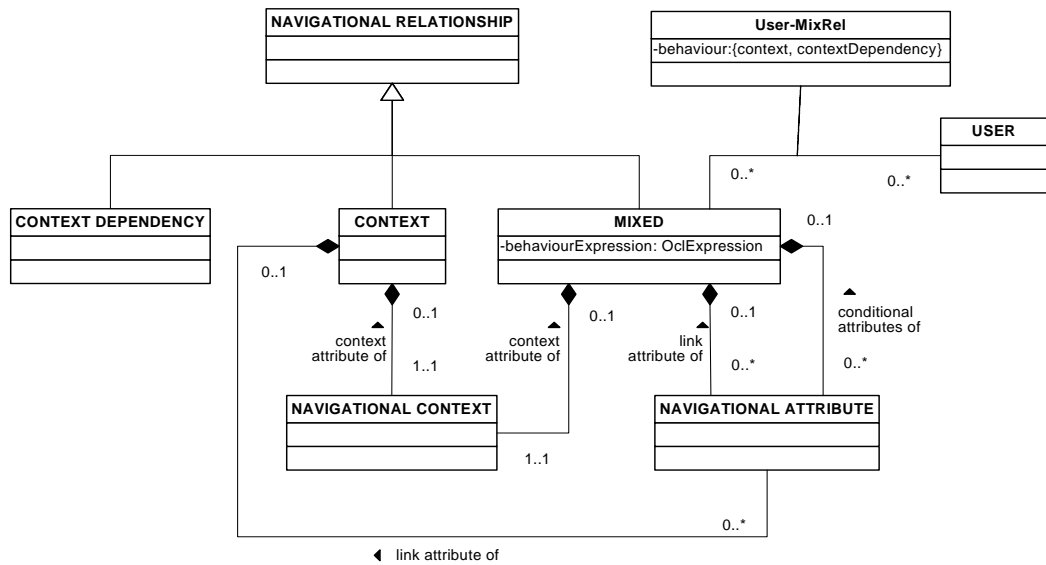 NAVIGATIONAL RELATIONSHIP
User-MixRel
-behaviour:{context, contextDependency}
USER
0..*
0..*
CONTEXT DEPENDENCY
CONTEXT
MIXED
-behaviourExpression: OclExpression
0..1
0..1
0..1
0..1
0..1
context
attribute of
context
attribute of
link
attribute of
conditional
attributes of
1..1
0..*
0..*
NAVIGATIONAL CONTEXT
NAVIGATIONAL ATTRIBUTE
1..1
0..*
link attribute of